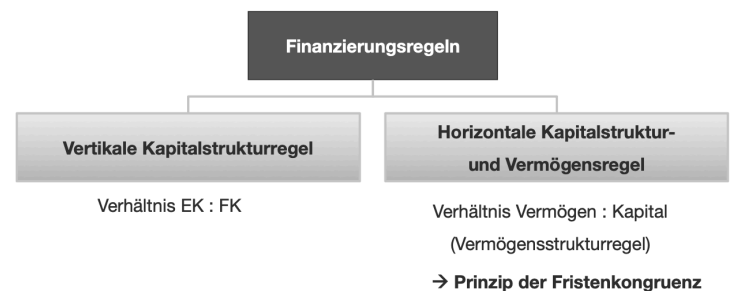 Finanzierungsregeln
Vertikale Kapitalstrukturregel
Verhältnis EK : FK
Horizontale Kapitalstruktur-
und Vermögensregel
Verhältnis Vermögen : Kapital
(Vermögensstrukturregel)
→ Prinzip der Fristenkongruenz